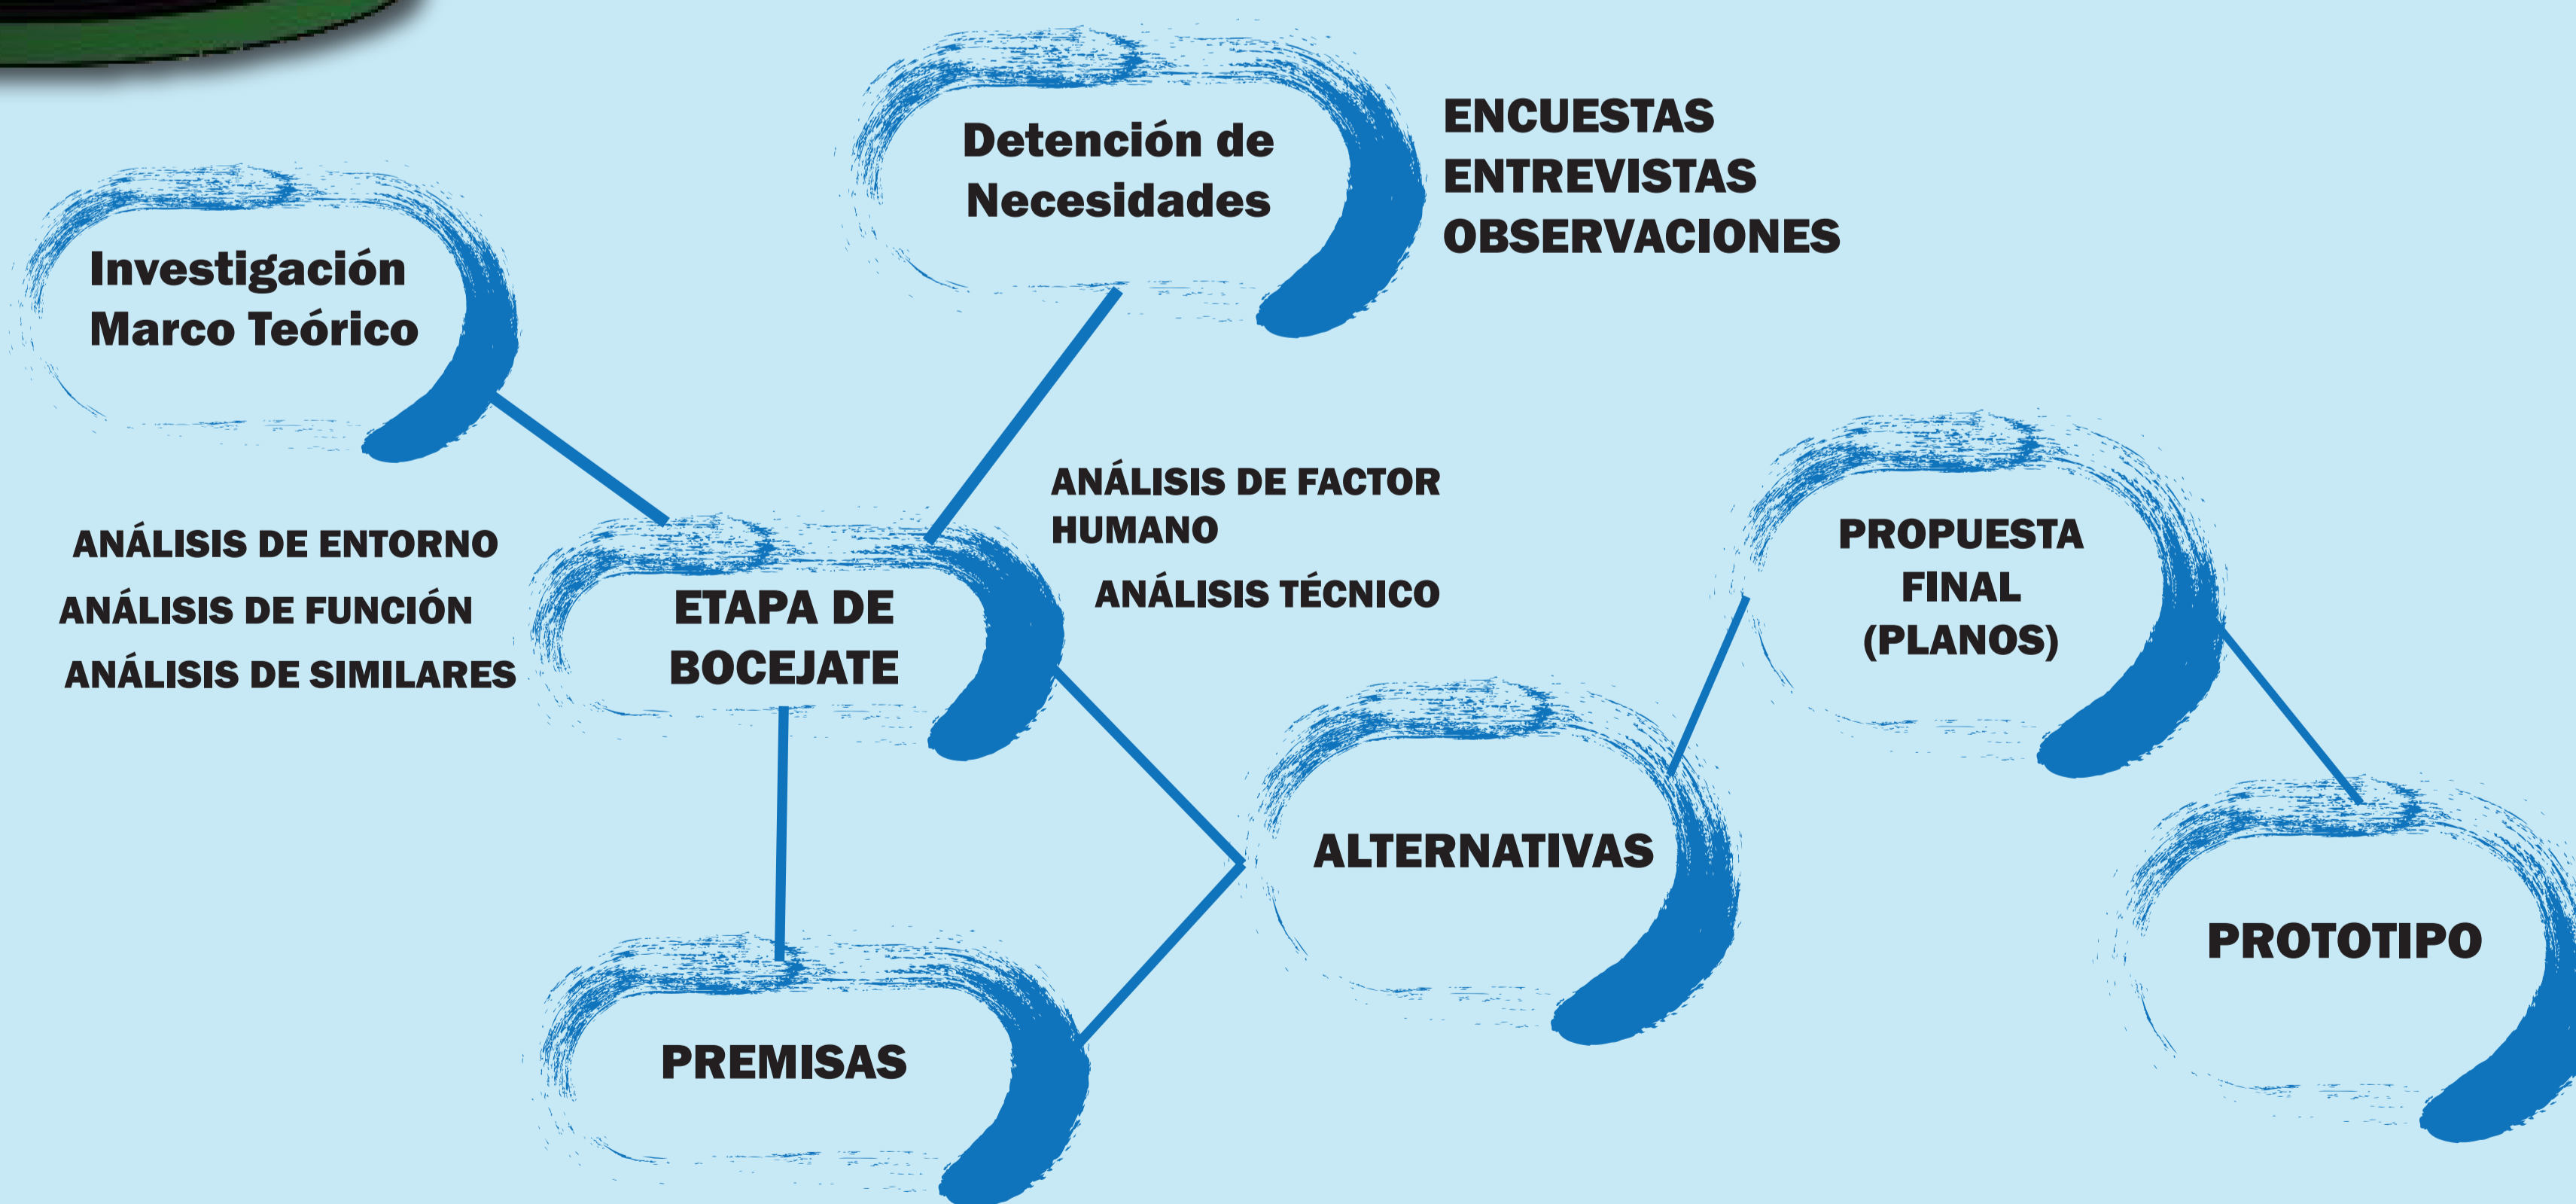 Detención de
Necesidades
ENCUESTAS
ENTREVISTAS
OBSERVACIONES
Investigación
Marco Teórico
ANÁLISIS DE ENTORNO
ANÁLISIS DE FUNCIÓN
ANÁLISIS DE SIMILARES
ETAPA DE
BOCEJATE
ANÁLISIS DE FACTOR
HUMANO
ANÁLISIS TÉCNICO
PREMISAS
ALTERNATIVAS
PROPUESTA
FINAL
(PLANOS)
PROTOTIPO